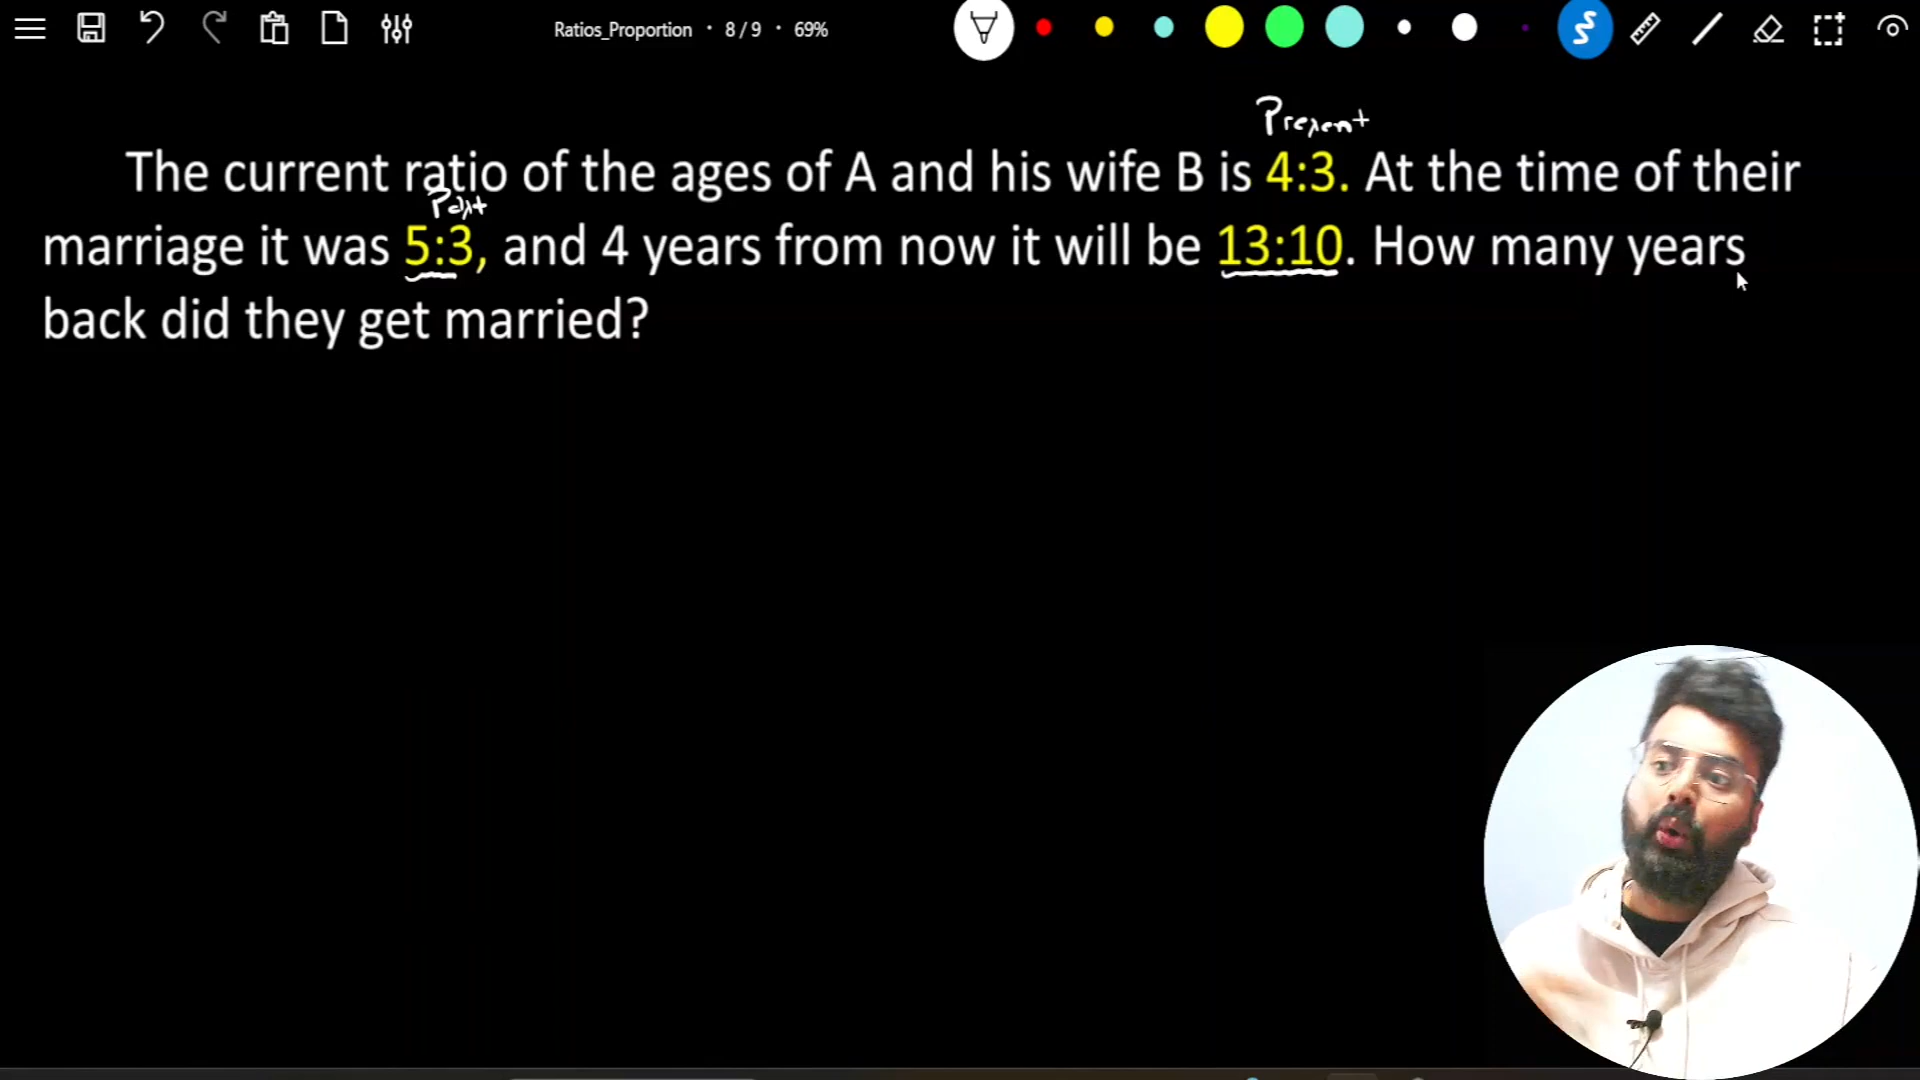 Ratios_Proportion • 8 / 9 • 69%
Present
The current ratio of the ages of A and his wife B is 4:3. At the time of their
Past
marriage it was 5:3, and 4 years from now it will be 13:10. How many years
back did they get married?